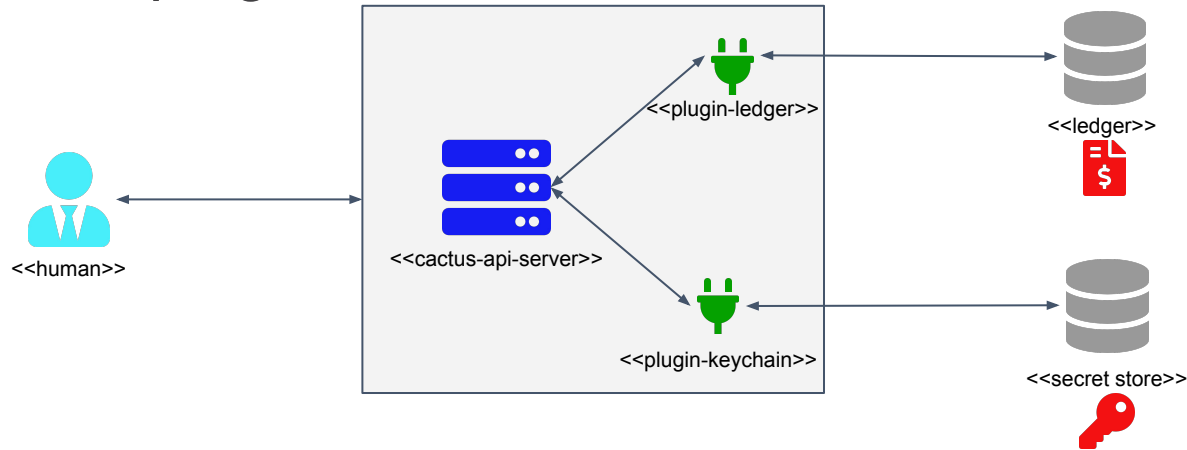 <<plugin-ledger>>
<<ledger>>
$
<<cactus-api-server>>
<<human>>
<<plugin-keychain>>
<<secret store>>